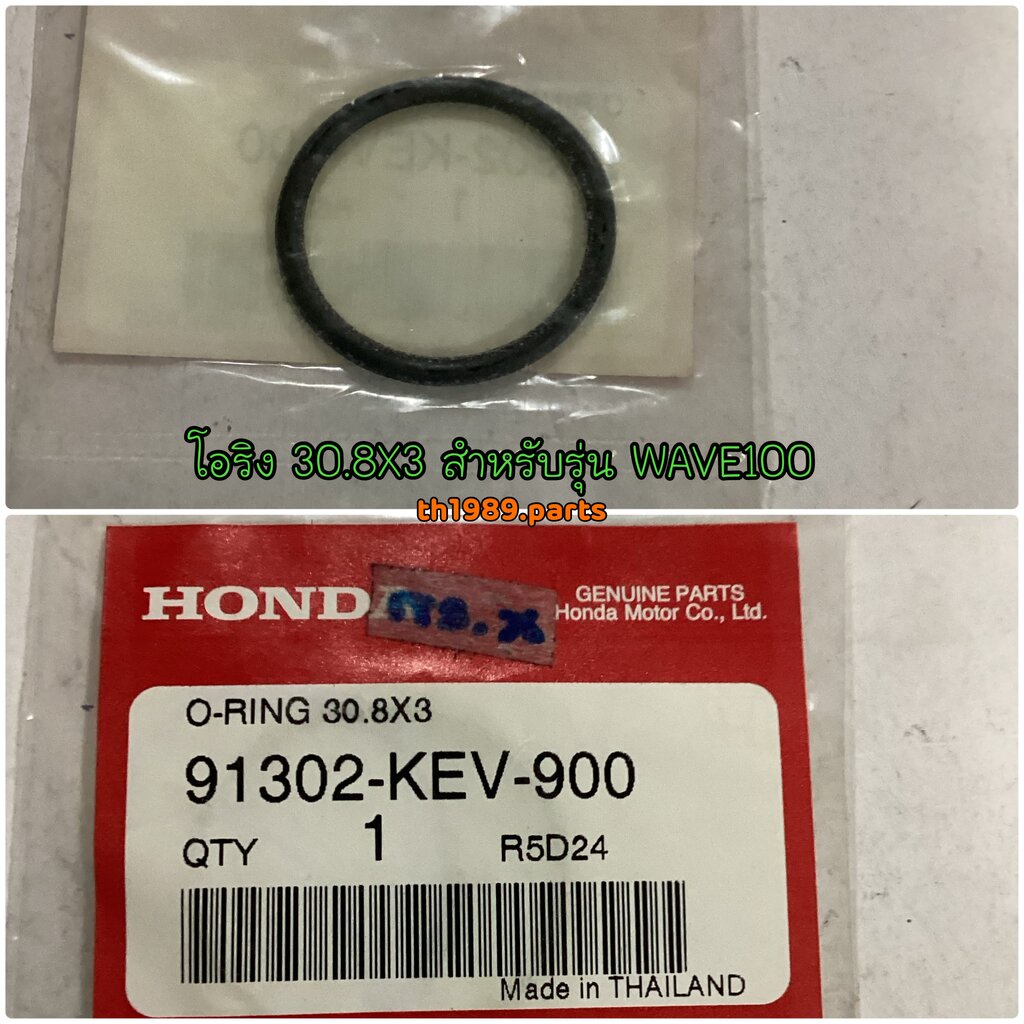 โอริง 30.8X3 สำหรับรุ่น WAVE100
th1989.parts
HONDA
GENUINE PARTS
Honda Motor Co., Ltd.
O-RING 30.8X3
91302-KEV-900
QTY 1 R5D24
Made in THAILAND